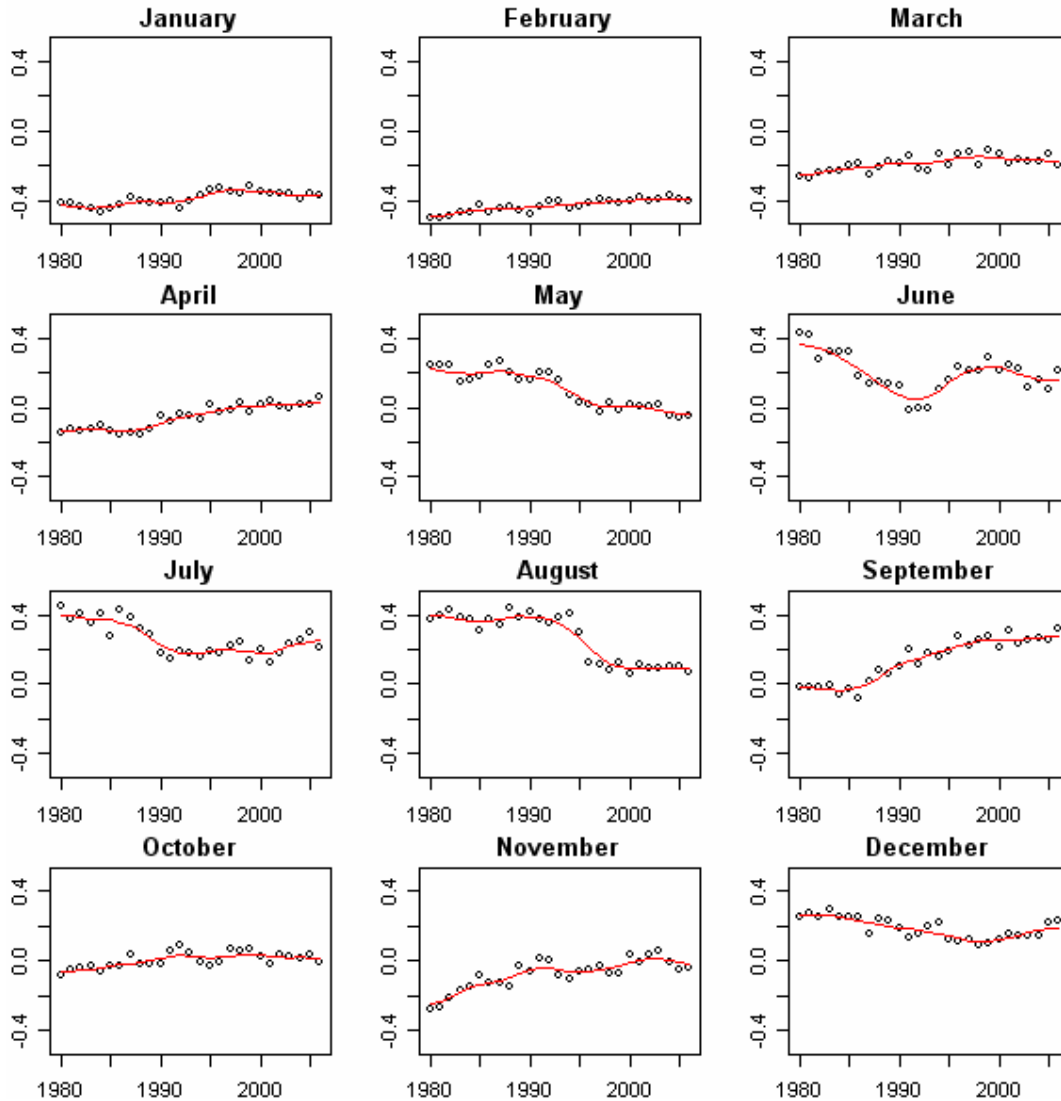 January February March
0.4 0.4 0.4
0.0 0.0 0.0
-0.4 -0.4 -0.4
1980 1990 2000 1980 1990 2000 1980 1990 2000
April May June
0.4 0.4 0.4
0.0 0.0 0.0
-0.4 -0.4 -0.4
1980 1990 2000 1980 1990 2000 1980 1990 2000
July August September
0.4 0.4 0.4
0.0 0.0 0.0
-0.4 -0.4 -0.4
1980 1990 2000 1980 1990 2000 1980 1990 2000
October November December
0.4 0.4 0.4
0.0 0.0 0.0
-0.4 -0.4 -0.4
1980 1990 2000 1980 1990 2000 1980 1990 2000